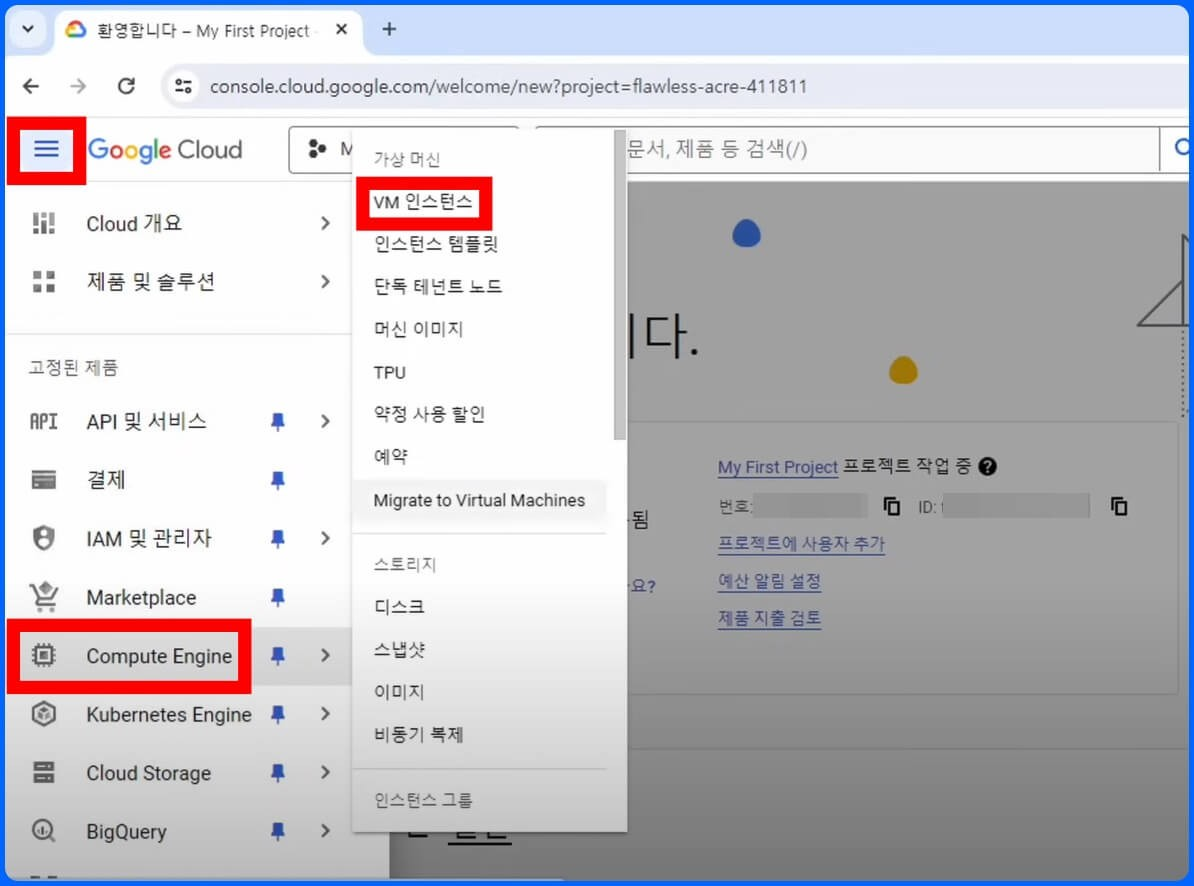 환영합니다 – My First Project
console.cloud.google.com/welcome/new?project=flawless-acre-411811
Google Cloud
M
문서, 제품 등 검색(/)
Cloud 개요
제품 및 솔루션
고정된 제품
API API 및 서비스
결제
IAM 및 관리자
Marketplace
Compute Engine
Kubernetes Engine
Cloud Storage
BigQuery
가상 머신
VM 인스턴스
인스턴스 템플릿
단독 테넌트 노드
머신 이미지
TPU
약정 사용 할인
예약
Migrate to Virtual Machines
스토리지
디스크
스냅샷
이미지
비동기 복제
인스턴스 그룹
니다.
My First Project 프로젝트 작업 중
번호:
ID:
됨
프로젝트에 사용자 추가
요?
예산 알림 설정
제품 지출 검토